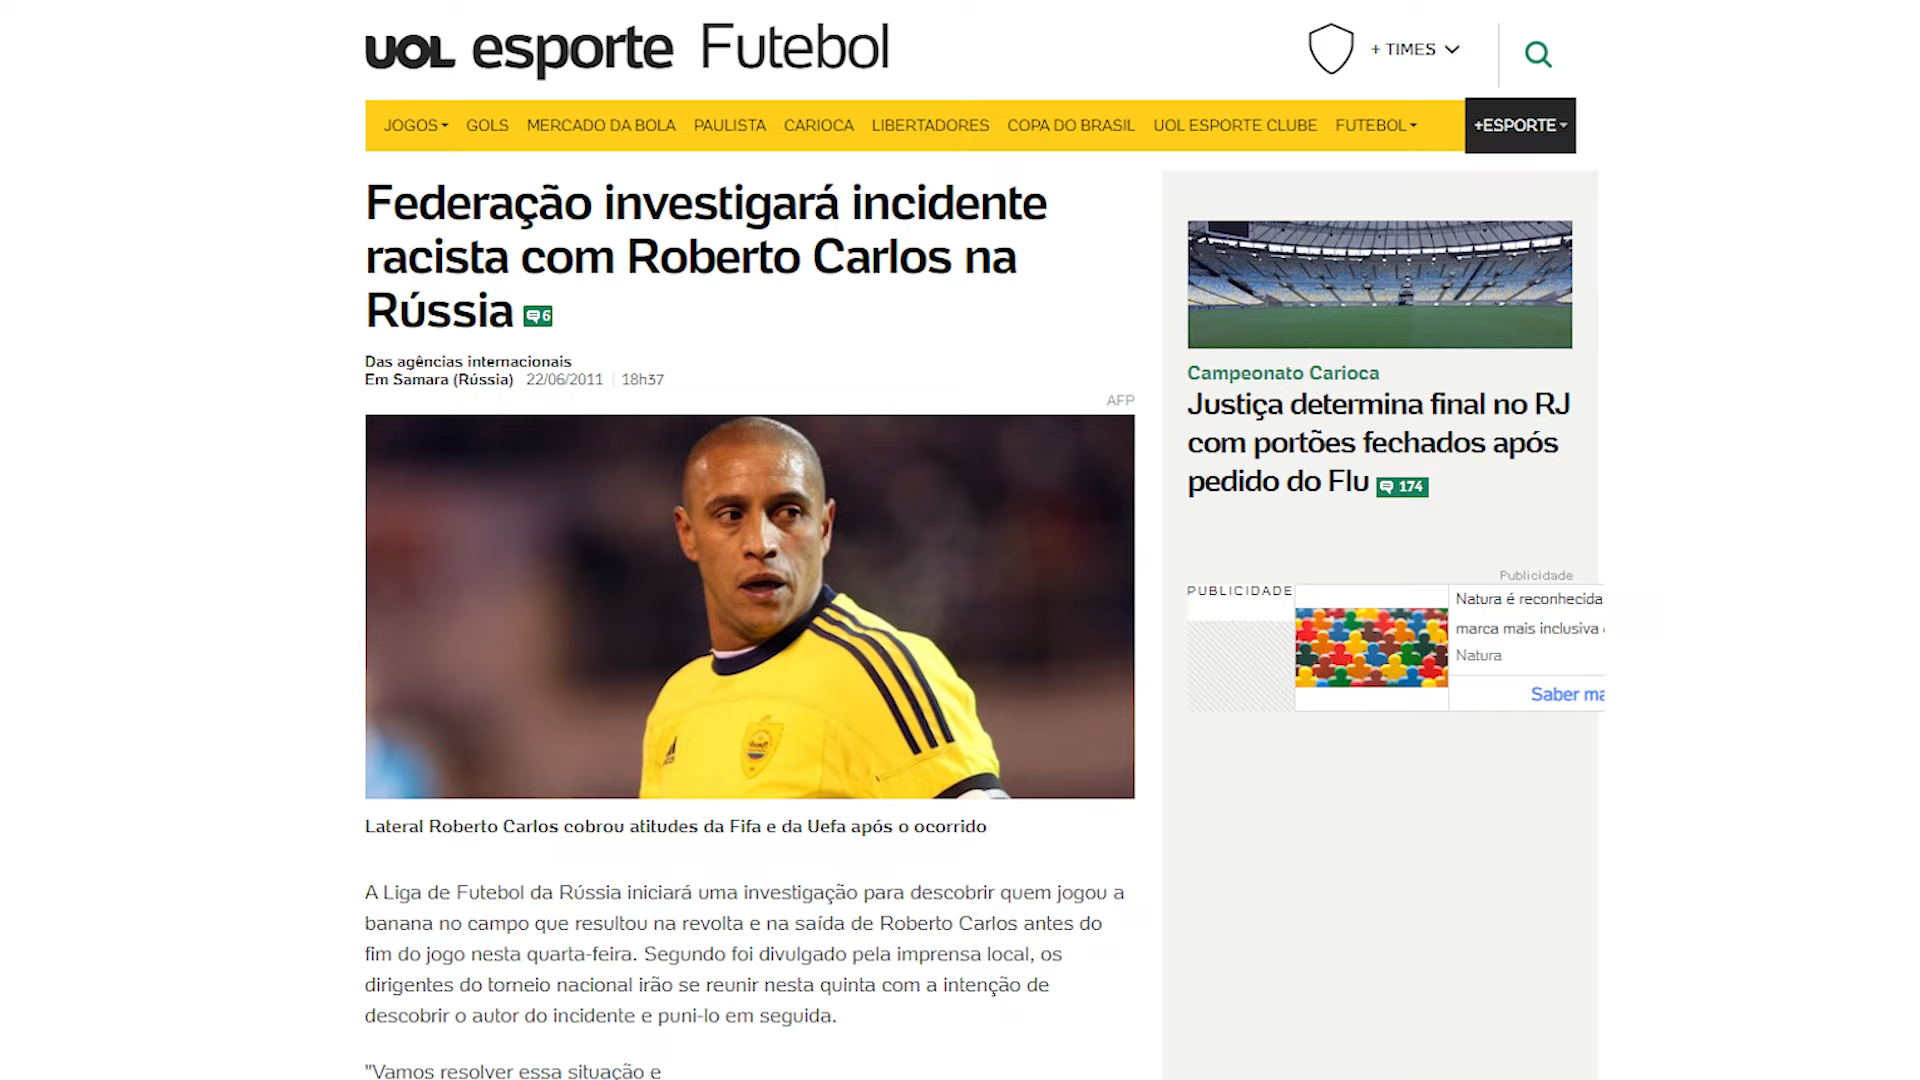 UOL esporte Futebol
+ TIMES
JOGOS GOLS MERCADO DA BOLA PAULISTA CARIOCA LIBERTADORES COPA DO BRASIL UOL ESPORTE CLUBE FUTEBOL +ESPORTE
Federação investigará incidente
racista com Roberto Carlos na
Rússia 6
Das agências internacionais
Em Samara (Rússia) 22/06/2011 18h37
AFP
Lateral Roberto Carlos cobrou atitudes da Fifa e da Uefa após o ocorrido
A Liga de Futebol da Rússia iniciará uma investigação para descobrir quem jogou a
banana no campo que resultou na revolta e na saída de Roberto Carlos antes do
fim do jogo nesta quarta-feira. Segundo foi divulgado pela imprensa local, os
dirigentes do torneio nacional irão se reunir nesta quinta com a intenção de
descobrir o autor do incidente e puni-lo em seguida.
"Vamos resolver essa situação e
Campeonato Carioca
Justiça determina final no RJ
com portões fechados após
pedido do Flu 174
Publicidade
PUBLICIDADE
Natura é reconhecida
marca mais inclusiva
Natura
Saber ma